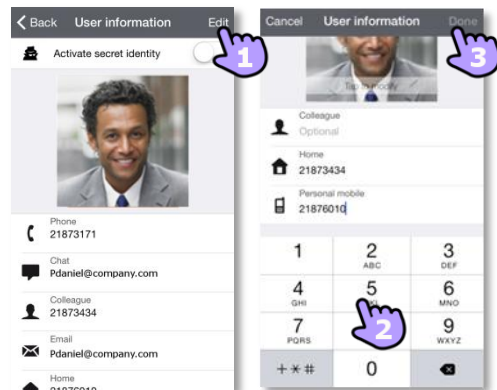 Back User information Edit
Activate secret identity
1
Phone
21873171
Chat
Pdaniel@company.com
Colleague
21873434
Email
Pdaniel@company.com
Home
21876010
Cancel User information Done
3
Tap to modify
Colleague
Optional
Home
21873434
Personal mobile
21876010
1 2 3
ABC DEF
4 5 6
GHI MNO
2
7 9
PQRS WXYZ
+ * # 0